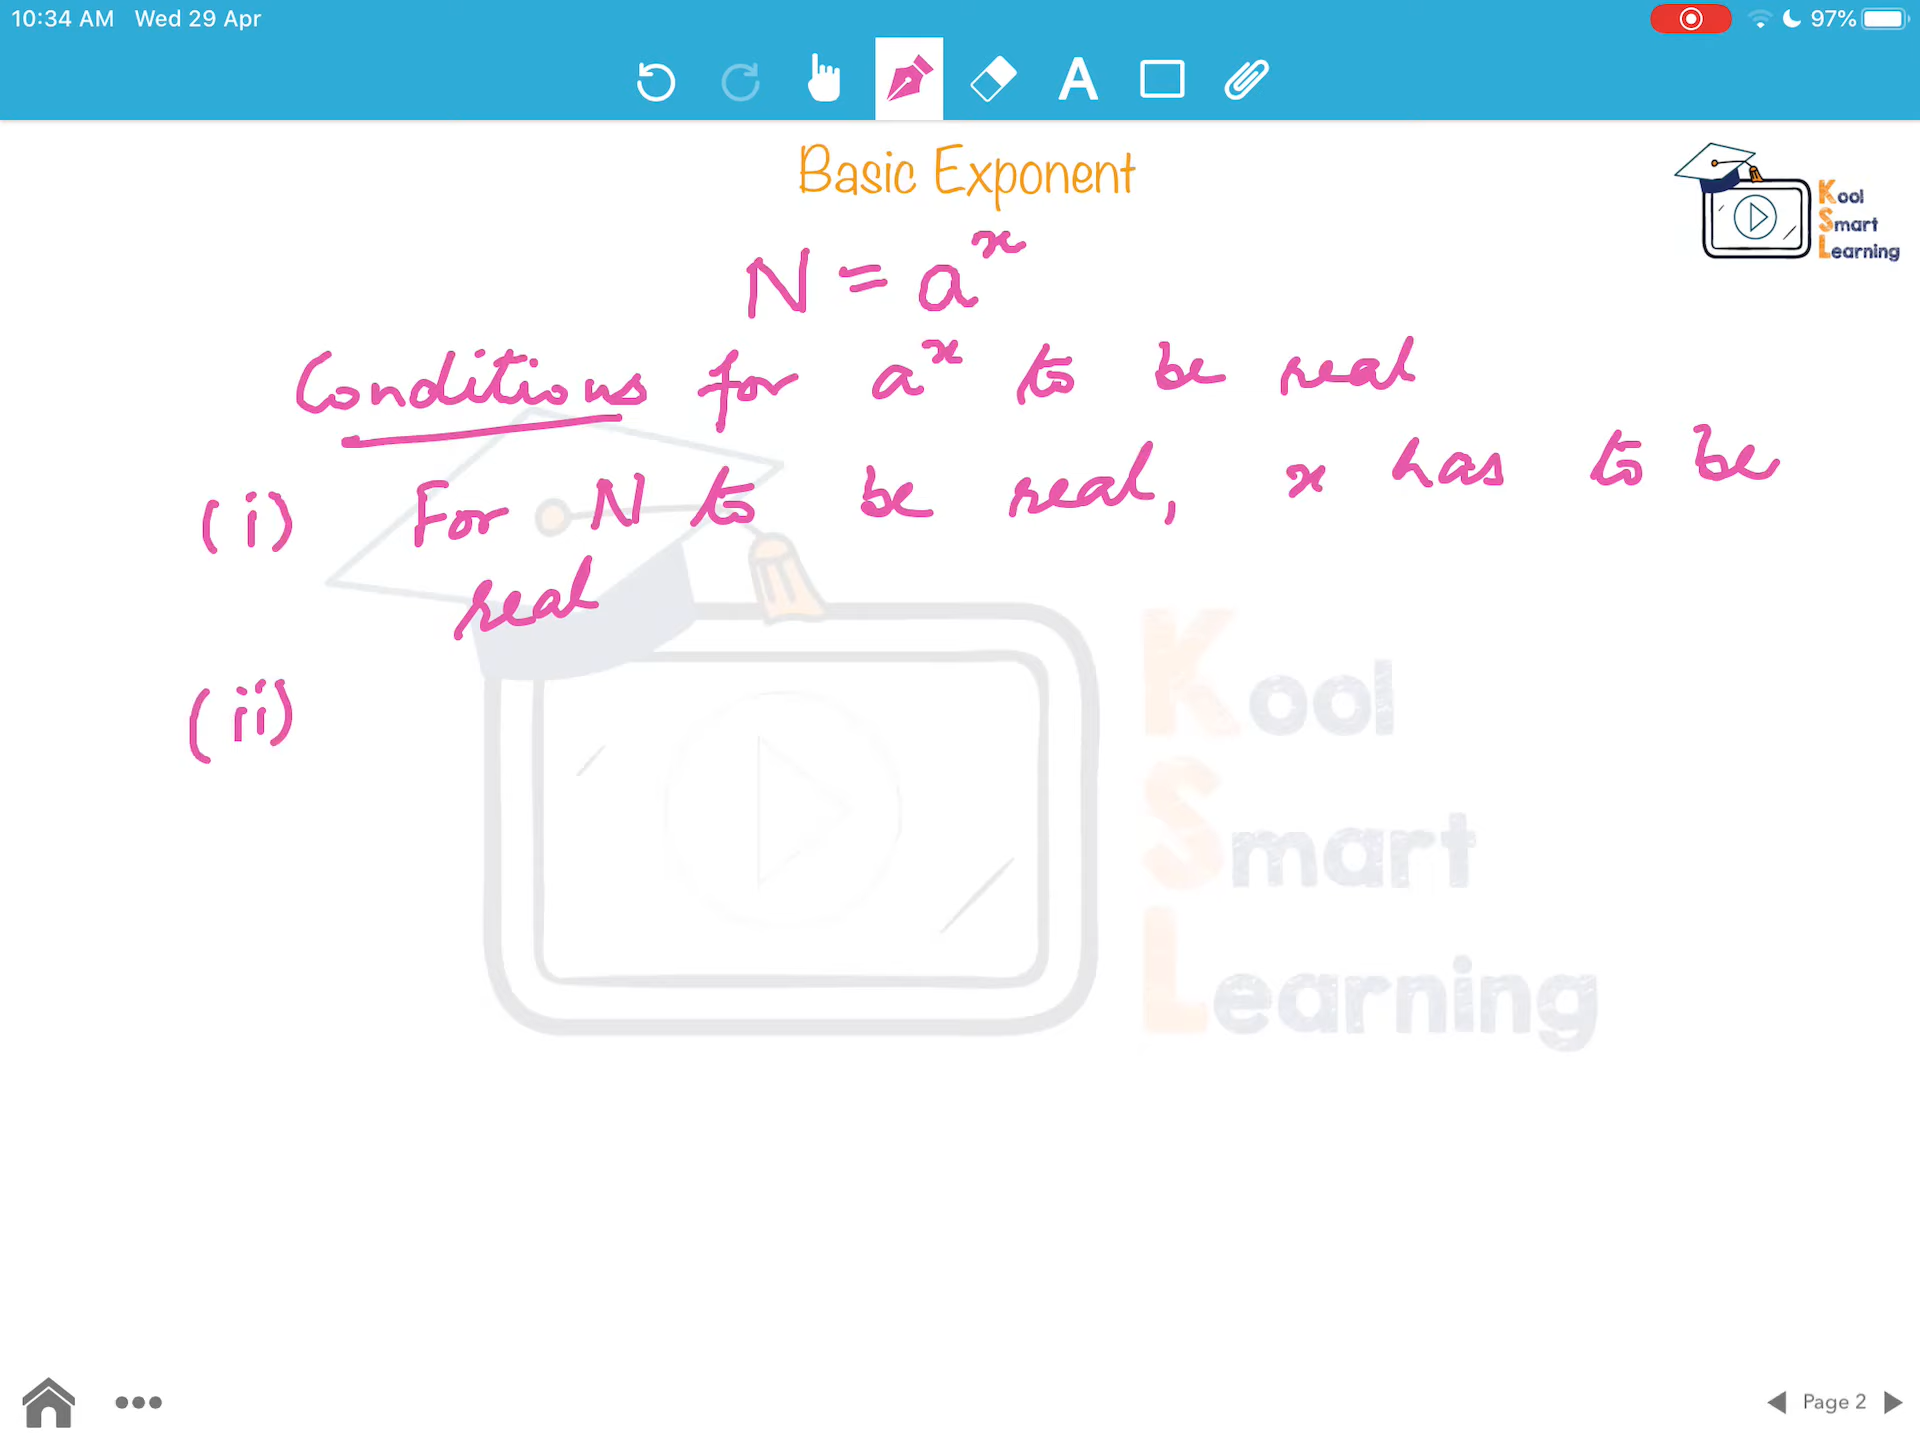 10:34 AM Wed 29 Apr 97%
Basic Exponent
Kool
Smart
Learning
N = a^x
Conditions for a^x to be real
(i) For N to be real, x has to be
real
(ii)
Kool
Smart
Learning
Page 2